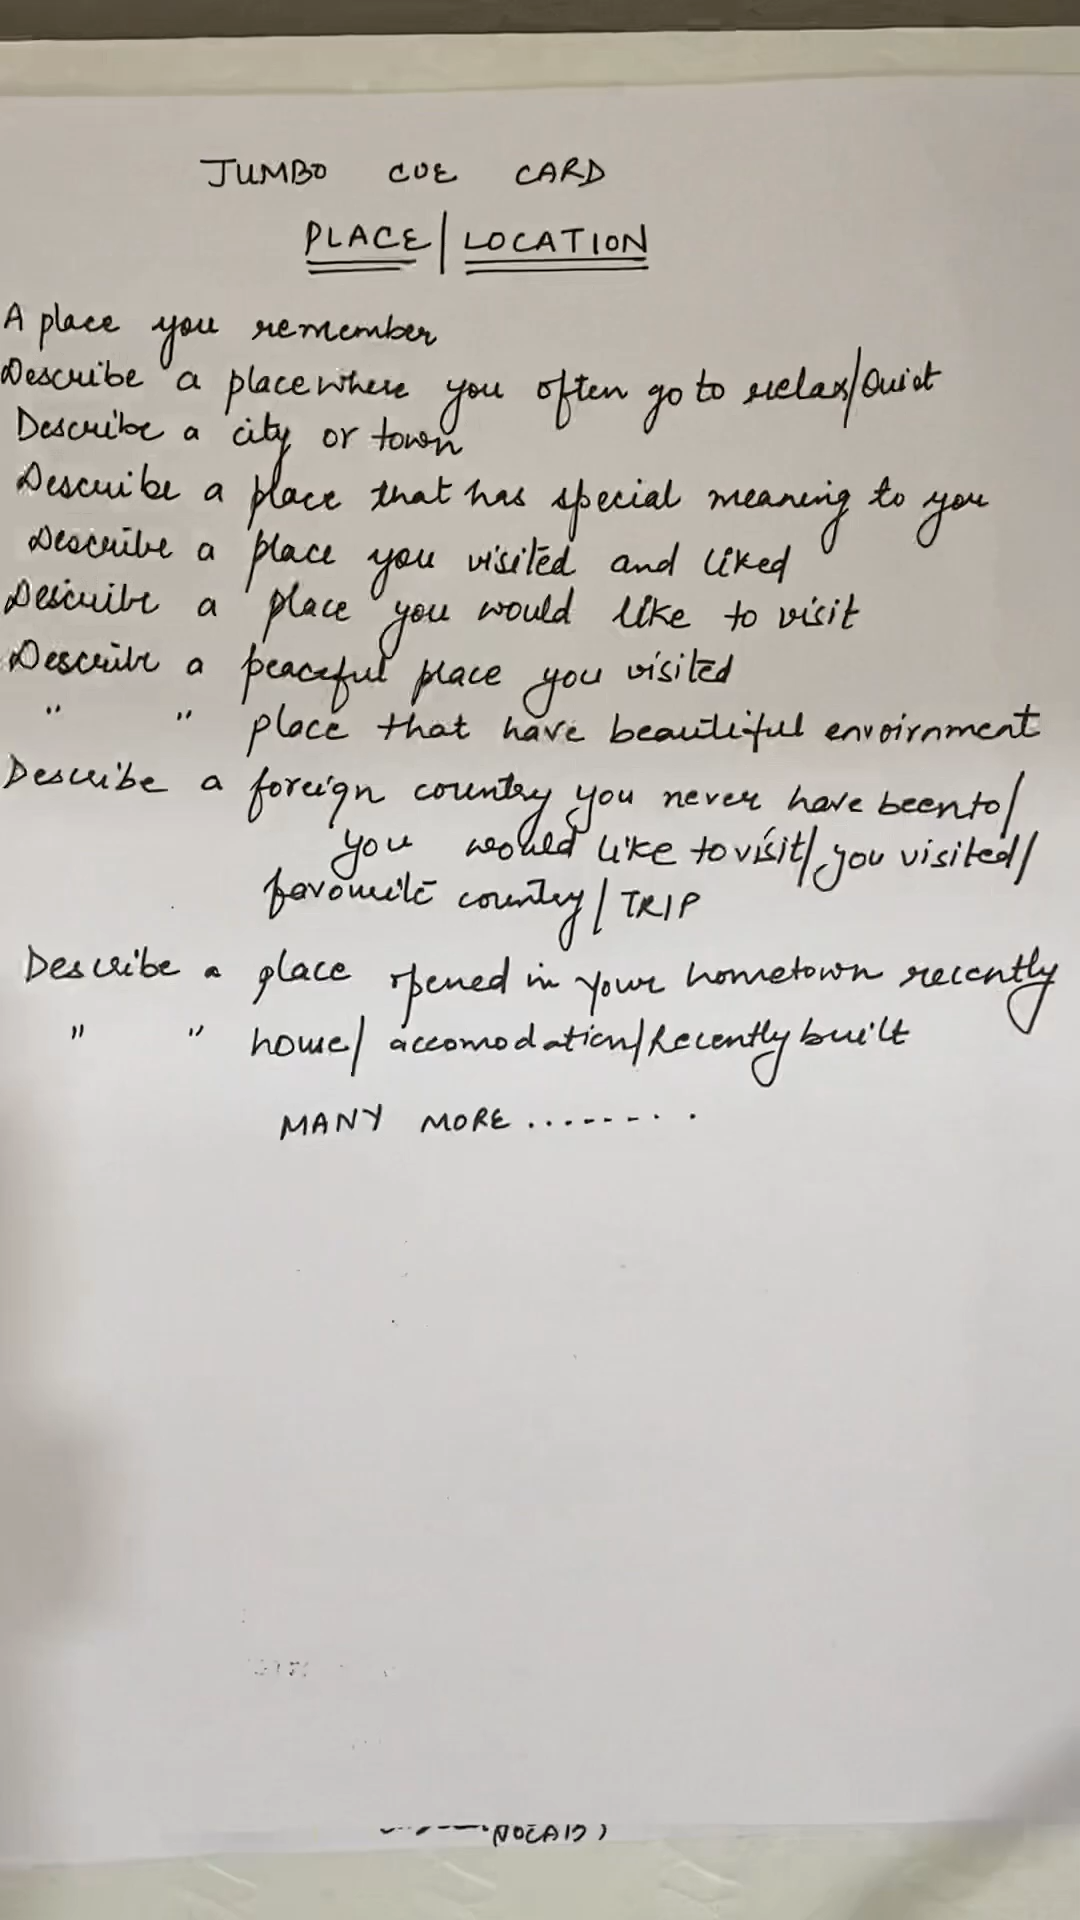 JUMBO CUE CARD
PLACE | LOCATION
A place you remember
Describe a place where you often go to relax/Quiet
Describe a city or town
Describe a place that has special meaning to you
Describe a place you visited and liked
Describe a place you would like to visit
Describe a peaceful place you visited
" " place that have beautiful envoirnment
Describe a foreign country you never have been to/
you would like to visit/ you visited/
favourite country / TRIP
Describe a place opened in your hometown recently
" " house/ accomodation/Recently built
MANY MORE ........